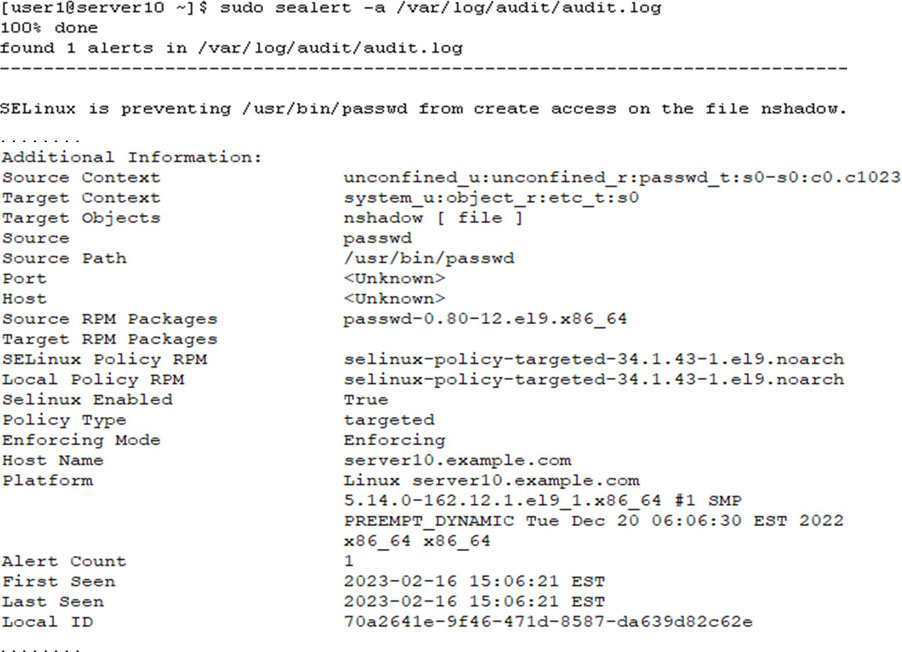 [user1@server10 ~]$ sudo sealert -a /var/log/audit/audit.log
100% done
found 1 alerts in /var/log/audit/audit.log
--------------------------------------------------------------------------------
SELinux is preventing /usr/bin/passwd from create access on the file nshadow.
........
Additional Information:
Source Context unconfined_u:unconfined_r:passwd_t:s0-s0:c0.c1023
Target Context system_u:object_r:etc_t:s0
Target Objects nshadow [ file ]
Source passwd
Source Path /usr/bin/passwd
Port <Unknown>
Host <Unknown>
Source RPM Packages passwd-0.80-12.el9.x86_64
Target RPM Packages
SELinux Policy RPM selinux-policy-targeted-34.1.43-1.el9.noarch
Local Policy RPM selinux-policy-targeted-34.1.43-1.el9.noarch
Selinux Enabled True
Policy Type targeted
Enforcing Mode Enforcing
Host Name server10.example.com
Platform Linux server10.example.com
5.14.0-162.12.1.el9_1.x86_64 #1 SMP
PREEMPT_DYNAMIC Tue Dec 20 06:06:30 EST 2022
x86_64 x86_64
Alert Count 1
First Seen 2023-02-16 15:06:21 EST
Last Seen 2023-02-16 15:06:21 EST
Local ID 70a2641e-9f46-471d-8587-da639d82c62e
........